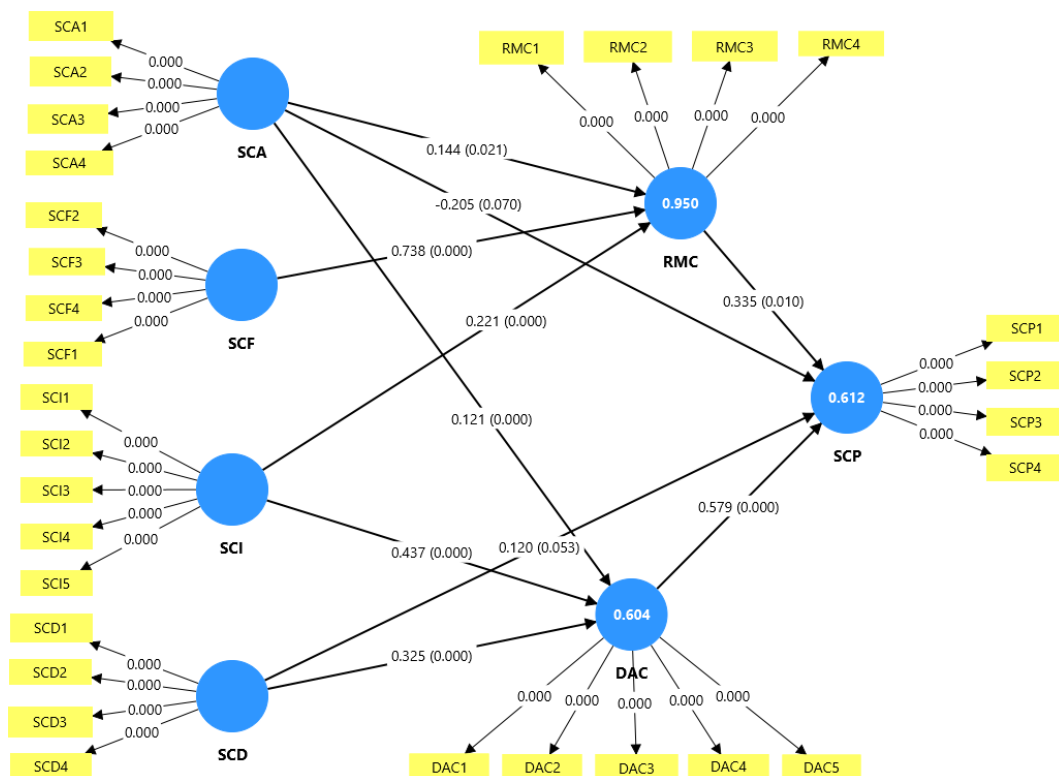 SCA1
SCA2
SCA3
SCA4
0.000
0.000
0.000
0.000
SCA
SCF2
SCF3
SCF4
SCF1
0.000
0.000
0.000
0.000
SCF
SCI1
SCI2
SCI3
SCI4
SCI5
0.000
0.000
0.000
0.000
0.000
SCI
SCD1
SCD2
SCD3
SCD4
0.000
0.000
0.000
0.000
SCD
0.144 (0.021)
-0.205 (0.070)
0.738 (0.000)
0.221 (0.000)
0.121 (0.000)
0.437 (0.000)
0.120 (0.053)
0.325 (0.000)
RMC1
RMC2
RMC3
RMC4
0.000
0.000
0.000
0.000
0.950
RMC
0.335 (0.010)
0.579 (0.000)
0.604
DAC
0.000
0.000
0.000
0.000
0.000
DAC1
DAC2
DAC3
DAC4
DAC5
0.612
SCP
0.000
0.000
0.000
0.000
SCP1
SCP2
SCP3
SCP4